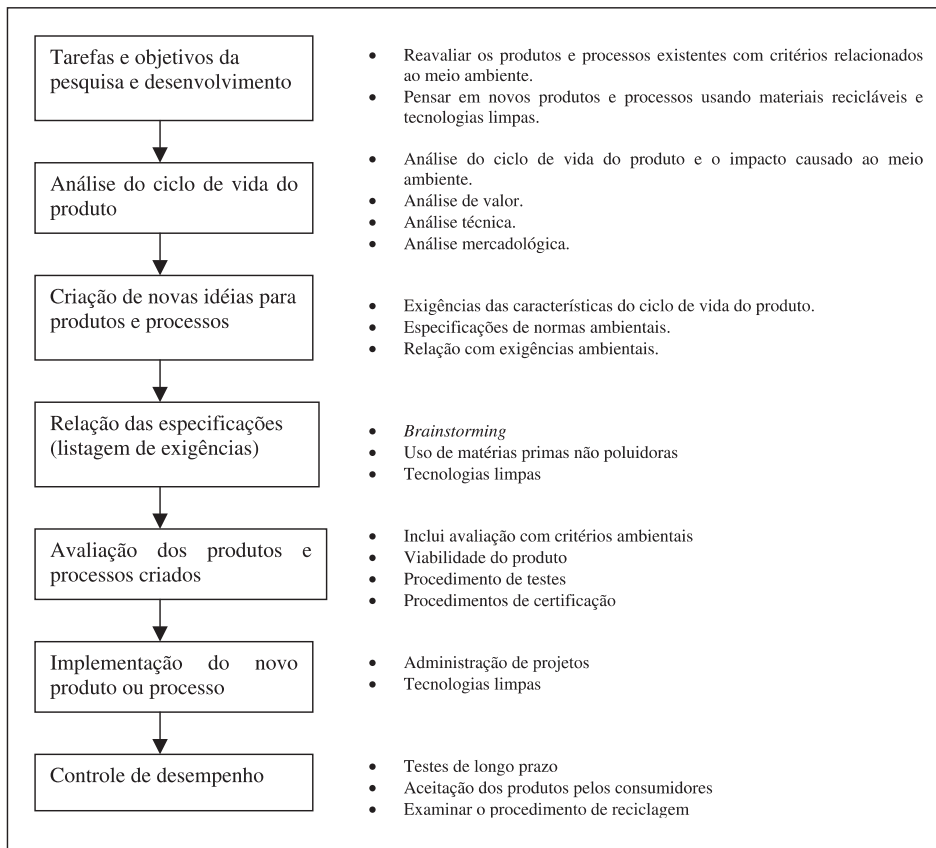 Tarefas e objetivos da
pesquisa e desenvolvimento
• Reavaliar os produtos e processos existentes com critérios relacionados
ao meio ambiente.
• Pensar em novos produtos e processos usando materiais recicláveis e
tecnologias limpas.
Análise do ciclo de vida do
produto
• Análise do ciclo de vida do produto e o impacto causado ao meio
ambiente.
• Análise de valor.
• Análise técnica.
• Análise mercadológica.
Criação de novas idéias para
produtos e processos
• Exigências das características do ciclo de vida do produto.
• Especificações de normas ambientais.
• Relação com exigências ambientais.
Relação das especificações
(listagem de exigências)
• Brainstorming
• Uso de matérias primas não poluidoras
• Tecnologias limpas
Avaliação dos produtos e
processos criados
• Inclui avaliação com critérios ambientais
• Viabilidade do produto
• Procedimento de testes
• Procedimentos de certificação
Implementação do novo
produto ou processo
• Administração de projetos
• Tecnologias limpas
Controle de desempenho
• Testes de longo prazo
• Aceitação dos produtos pelos consumidores
• Examinar o procedimento de reciclagem